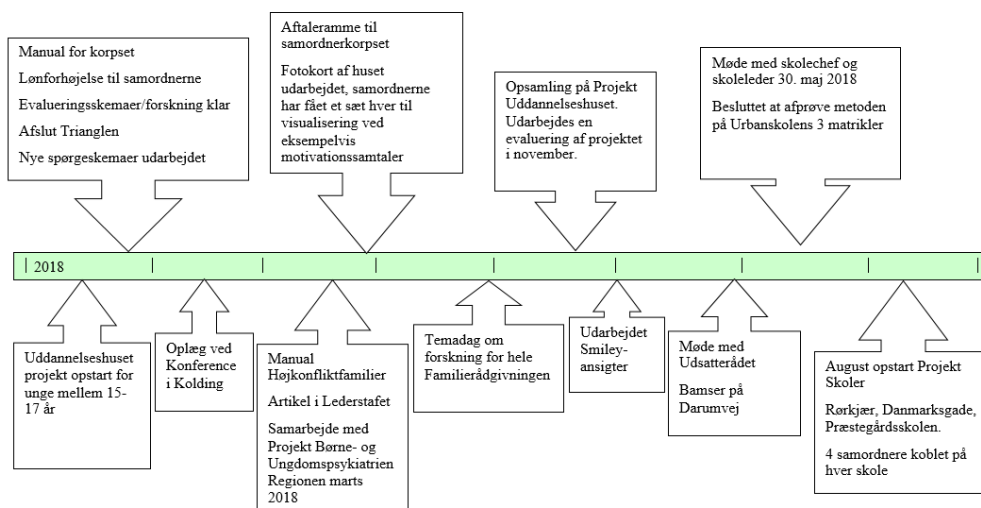 Manual for korpset
Lønforhøjelse til samordnerne
Evalueringsskemaer/forskning klar
Afslut Trianglen
Nye spørgeskemaer udarbejdet
Aftaleramme til
samordnerkorpset
Fotokort af huset
udarbejdet, samordnerne
har fået et sæt hver til
visualisering ved
eksempelvis
motivationssamtaler
Opsamling på Projekt
Uddannelseshuset.
Udarbejdes en
evaluering af projektet
i november.
Møde med skolechef og
skoleleder 30. maj 2018
Besluttet at afprøve metoden
på Urbanskolens 3 matrikler
2018
Uddannelseshuset
projekt opstart for
unge mellem 15-
17 år
Oplæg ved
Konference
i Kolding
Manual
Højkonfliktfamilier
Artikel i Lederstafet
Samarbejde med
Projekt Børne- og
Ungdomspsykiatrien
Regionen marts
2018
Temadag om
forskning for hele
Familierådgivningen
Udarbejdet
Smiley-
ansigter
Møde med
Udsatterådet
Bamser på
Darumvej
August opstart Projekt
Skoler
Rørkjær, Danmarksgade,
Præstegårdsskolen.
4 samordnere koblet på
hver skole